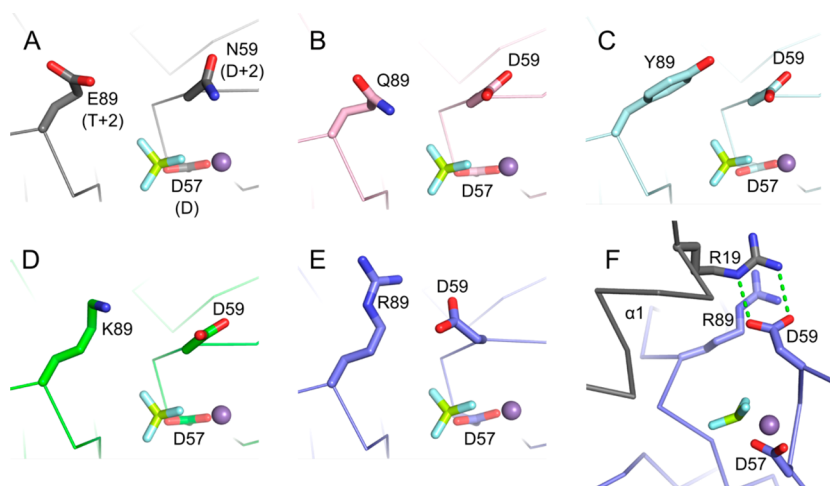 A
N59
(D+2)
E89
(T+2)
D57
(D)
B
D59
Q89
D57
C
Y89
D59
D57
D
D59
K89
D57
E
D59
R89
D57
F
R19
α1
R89
D59
D57